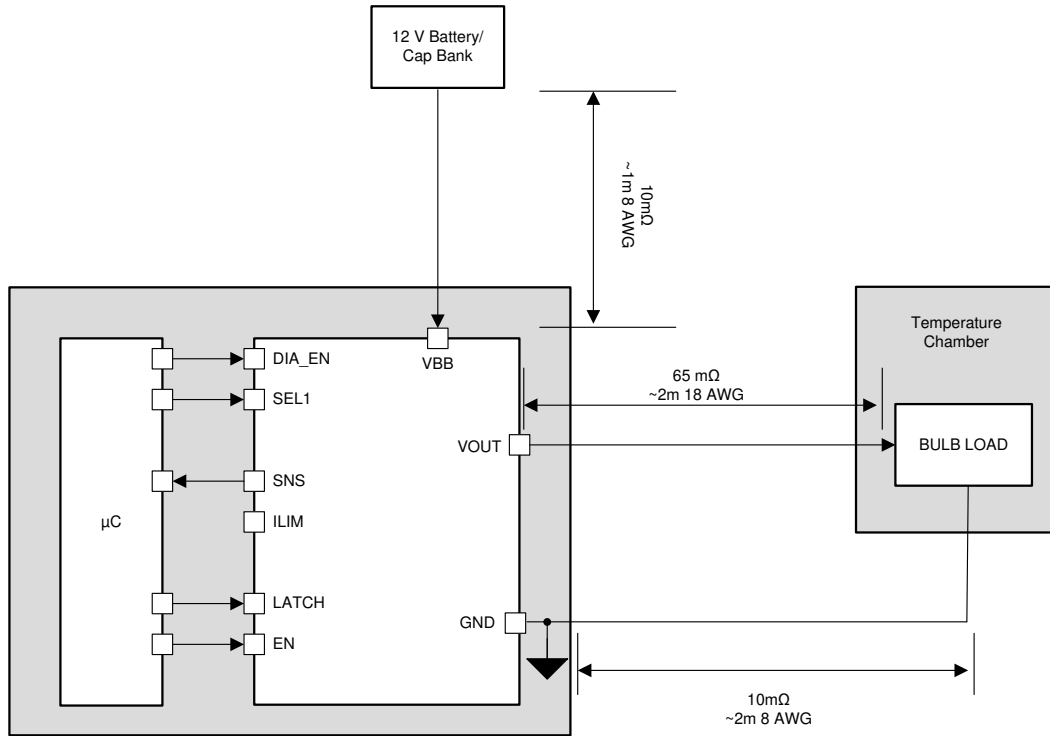 12 V Battery/
Cap Bank
10mΩ
~1m 8 AWG
Temperature
Chamber
DIA_EN
VBB
SEL1
65 mΩ
~2m 18 AWG
VOUT
BULB LOAD
SNS
µC
ILIM
LATCH
GND
EN
10mΩ
~2m 8 AWG